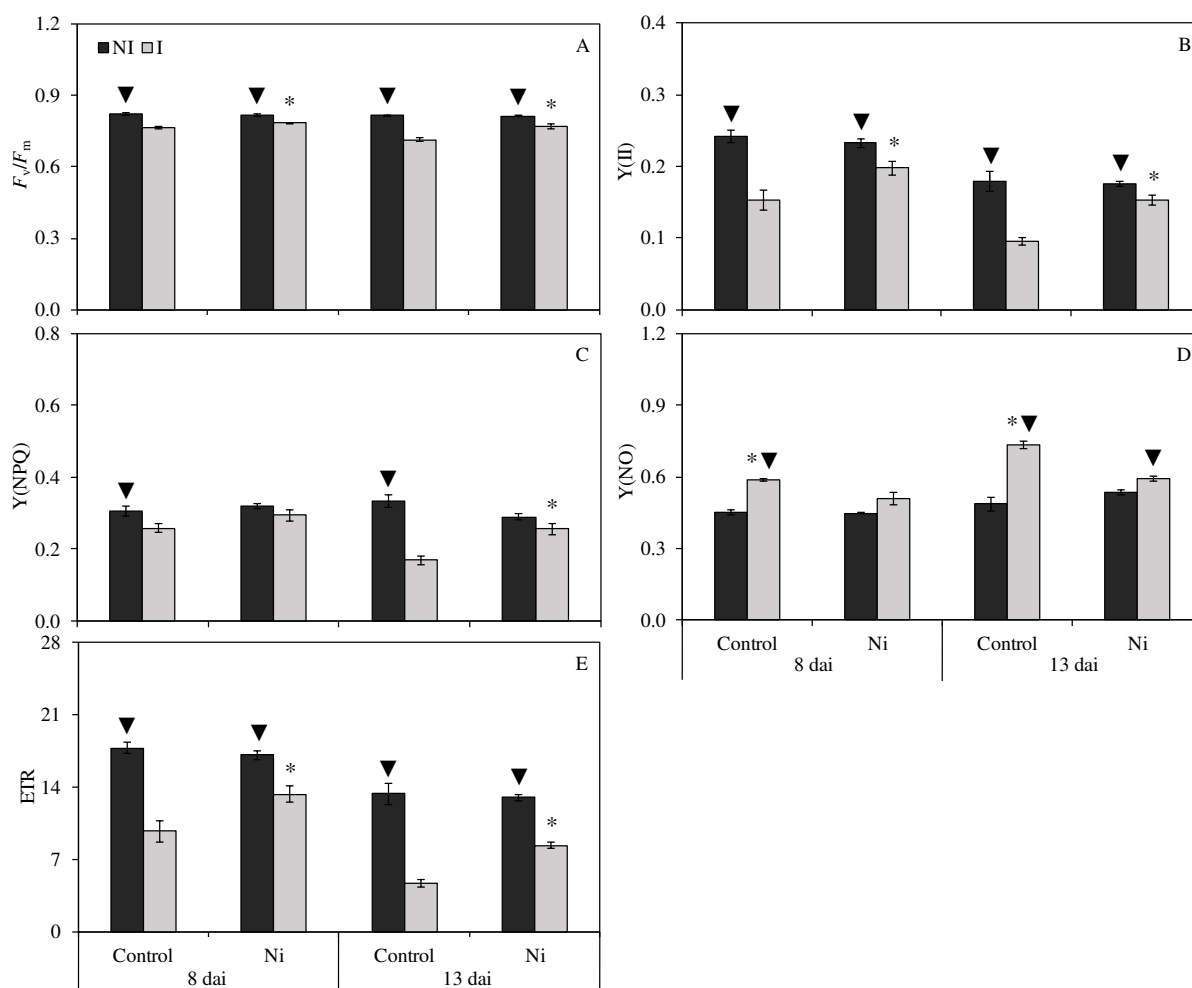 1.2
0.9
0.6
0.3
0.0
Fv/Fm
NI I
A
* *
0.4
0.3
0.2
0.1
0.0
Y(II)
B
* *
0.8
0.6
0.4
0.2
0.0
Y(NPQ)
C
*
1.2
0.9
0.6
0.3
0.0
Y(NO)
D
* *
Control Ni Control Ni
8 dai 13 dai
28
21
14
7
0
ETR
E
* *
Control Ni Control Ni
8 dai 13 dai